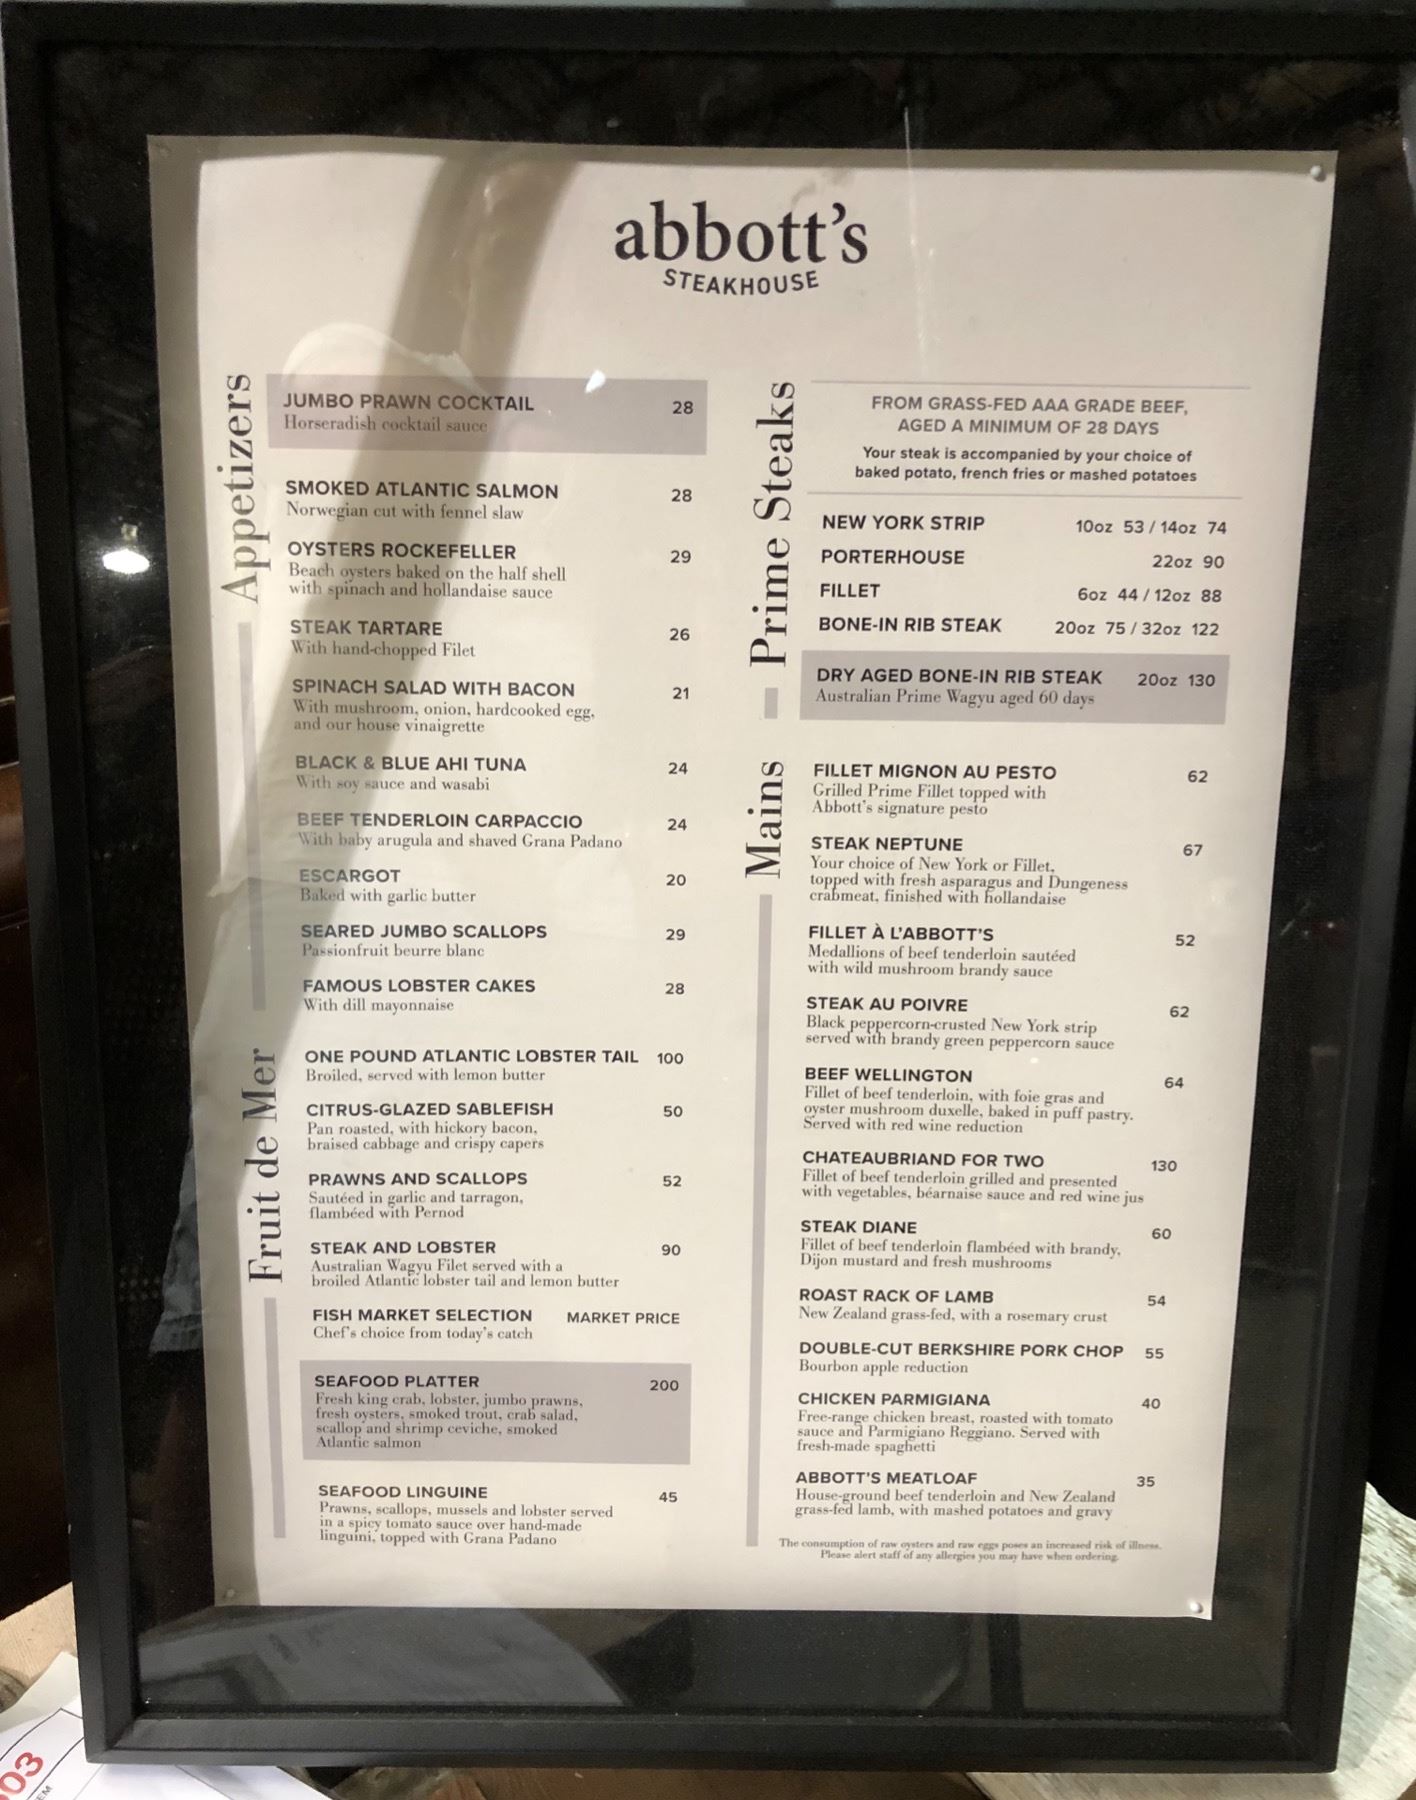 abbott's
STEAKHOUSE
Appetizers
JUMBO PRAWN COCKTAIL 28
Horseradish cocktail sauce
SMOKED ATLANTIC SALMON 28
Norwegian cut with fennel slaw
OYSTERS ROCKEFELLER 29
Beach oysters baked on the half shell
with spinach and hollandaise sauce
STEAK TARTARE 26
With hand-chopped Filet
SPINACH SALAD WITH BACON 21
With mushroom, onion, hardcooked egg,
and our house vinaigrette
BLACK & BLUE AHI TUNA 24
With soy sauce and wasabi
BEEF TENDERLOIN CARPACCIO 24
With baby arugula and shaved Grana Padano
ESCARGOT 20
Baked with garlic butter
SEARED JUMBO SCALLOPS 29
Passionfruit beurre blanc
FAMOUS LOBSTER CAKES 28
With dill mayonnaise
Fruit de Mer
ONE POUND ATLANTIC LOBSTER TAIL 100
Broiled, served with lemon butter
CITRUS-GLAZED SABLEFISH 50
Pan roasted, with hickory bacon,
braised cabbage and crispy capers
PRAWNS AND SCALLOPS 52
Sautéed in garlic and tarragon,
flambéed with Pernod
STEAK AND LOBSTER 90
Australian Wagyu Filet served with a
broiled Atlantic lobster tail and lemon butter
FISH MARKET SELECTION MARKET PRICE
Chef's choice from today's catch
SEAFOOD PLATTER 200
Fresh king crab, lobster, jumbo prawns,
fresh oysters, smoked trout, crab salad,
scallop and shrimp ceviche, smoked
Atlantic salmon
SEAFOOD LINGUINE 45
Prawns, scallops, mussels and lobster served
in a spicy tomato sauce over hand-made
linguini, topped with Grana Padano
Prime Steaks
FROM GRASS-FED AAA GRADE BEEF,
AGED A MINIMUM OF 28 DAYS
Your steak is accompanied by your choice of
baked potato, french fries or mashed potatoes
NEW YORK STRIP 10oz 53 / 14oz 74
PORTERHOUSE 22oz 90
FILLET 6oz 44 / 12oz 88
BONE-IN RIB STEAK 20oz 75 / 32oz 122
DRY AGED BONE-IN RIB STEAK 20oz 130
Australian Prime Wagyu aged 60 days
Mains
FILLET MIGNON AU PESTO 62
Grilled Prime Fillet topped with
Abbott's signature pesto
STEAK NEPTUNE 67
Your choice of New York or Fillet,
topped with fresh asparagus and Dungeness
crabmeat, finished with hollandaise
FILLET À L'ABBOTT'S 52
Medallions of beef tenderloin sautéed
with wild mushroom brandy sauce
STEAK AU POIVRE 62
Black peppercorn-crusted New York strip
served with brandy green peppercorn sauce
BEEF WELLINGTON 64
Fillet of beef tenderloin, with foie gras and
oyster mushroom duxelle, baked in puff pastry.
Served with red wine reduction
CHATEAUBRIAND FOR TWO 130
Fillet of beef tenderloin grilled and presented
with vegetables, béarnaise sauce and red wine jus
STEAK DIANE 60
Fillet of beef tenderloin flambéed with brandy,
Dijon mustard and fresh mushrooms
ROAST RACK OF LAMB 54
New Zealand grass-fed, with a rosemary crust
DOUBLE-CUT BERKSHIRE PORK CHOP 55
Bourbon apple reduction
CHICKEN PARMIGIANA 40
Free-range chicken breast, roasted with tomato
sauce and Parmigiano Reggiano. Served with
fresh-made spaghetti
ABBOTT'S MEATLOAF 35
House-ground beef tenderloin and New Zealand
grass-fed lamb, with mashed potatoes and gravy
The consumption of raw oysters and raw eggs poses an increased risk of illness.
Please alert staff of any allergies you may have when ordering.